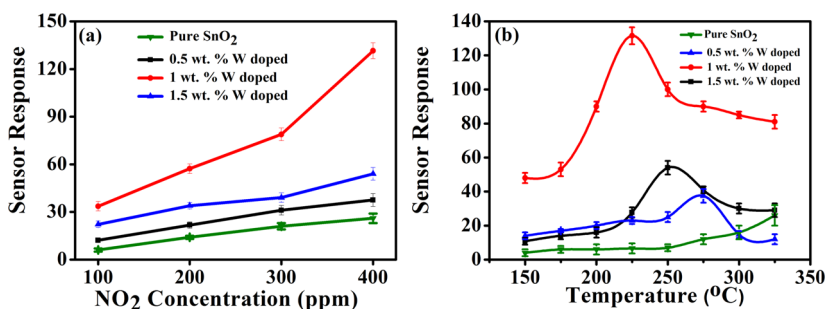 (a)
Pure SnO2
0.5 wt. % W doped
1 wt. % W doped
1.5 wt. % W doped
Sensor Response
150
120
90
60
30
0
100
200
300
400
NO2 Concentration (ppm)
(b)
Pure SnO2
0.5 wt. % W doped
1 wt. % W doped
1.5 wt. % W doped
Sensor Response
140
120
100
80
60
40
20
0
150
200
250
300
350
Temperature (⁰C)